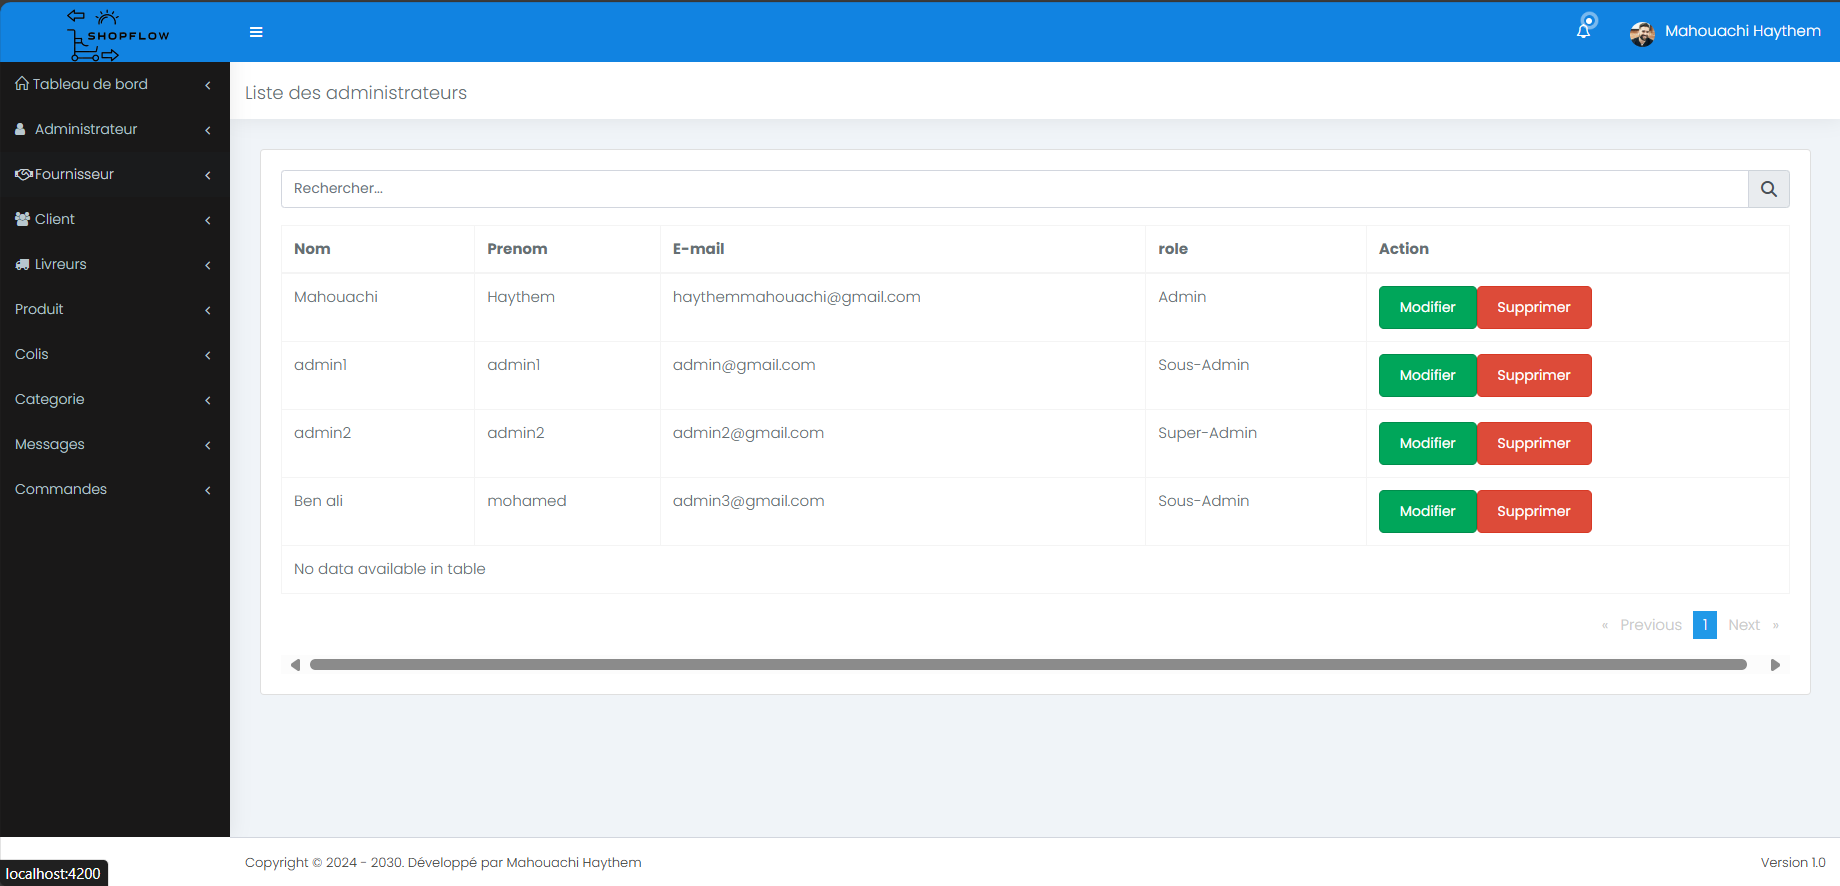 SHOPFLOW
Mahouachi Haythem
Tableau de bord
Administrateur
Fournisseur
Client
Livreurs
Produit
Colis
Categorie
Messages
Commandes
Liste des administrateurs
Rechercher...
Nom Prenom E-mail role Action
Mahouachi Haythem haythemmahouachi@gmail.com Admin Modifier Supprimer
admin1 admin1 admin@gmail.com Sous-Admin Modifier Supprimer
admin2 admin2 admin2@gmail.com Super-Admin Modifier Supprimer
Ben ali mohamed admin3@gmail.com Sous-Admin Modifier Supprimer
No data available in table
« Previous 1 Next »
Copyright © 2024 - 2030. Développé par Mahouachi Haythem Version 1.0
localhost:4200